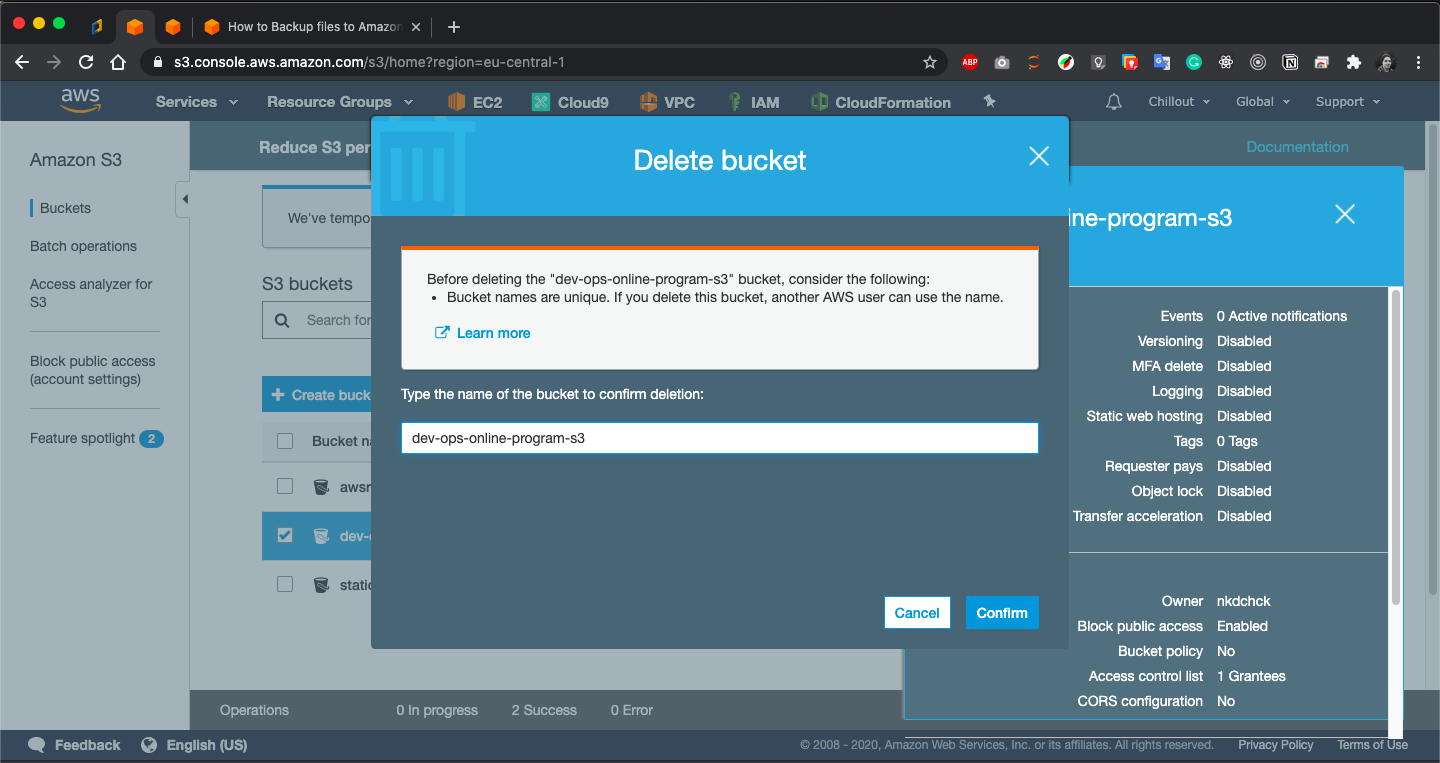 How to Backup files to Amazon
s3.console.aws.amazon.com/s3/home?region=eu-central-1
ABP
aws
Services
Resource Groups
EC2
Cloud9
VPC
IAM
CloudFormation
Chillout
Global
Support
Amazon S3
Buckets
Batch operations
Access analyzer for
S3
Block public access
(account settings)
Feature spotlight 2
Reduce S3 per
Documentation
We've tempo
S3 buckets
Search for
+ Create buck
Bucket na
awsr
dev-
static
Delete bucket
Before deleting the "dev-ops-online-program-s3" bucket, consider the following:
• Bucket names are unique. If you delete this bucket, another AWS user can use the name.
Learn more
Type the name of the bucket to confirm deletion:
dev-ops-online-program-s3
Cancel
Confirm
ine-program-s3
Events 0 Active notifications
Versioning Disabled
MFA delete Disabled
Logging Disabled
Static web hosting Disabled
Tags 0 Tags
Requester pays Disabled
Object lock Disabled
Transfer acceleration Disabled
Owner nkdchck
Block public access Enabled
Bucket policy No
Access control list 1 Grantees
CORS configuration No
Operations 0 In progress 2 Success 0 Error
Feedback English (US)
© 2008 - 2020, Amazon Web Services, Inc. or its affiliates. All rights reserved. Privacy Policy Terms of Use